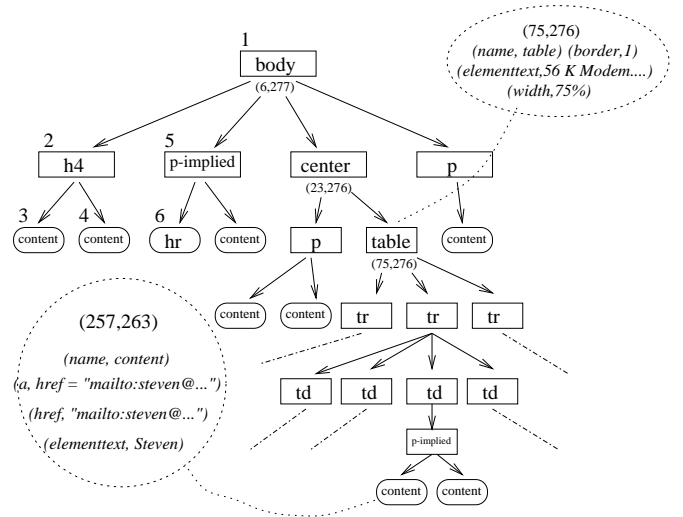 1
body
(6,277)
(75,276)
(name, table) (border,1)
(elementtext,56 K Modem....)
(width,75%)
2
h4
5
p-implied
center
(23,276)
p
3
content
4
content
6
hr
content
p
table
(75,276)
content
content
content
tr
tr
tr
(257,263)
(name, content)
(a, href = "mailto:steven@...")
(href, "mailto:steven@...")
(elementtext, Steven)
td
td
td
td
p-implied
content
content